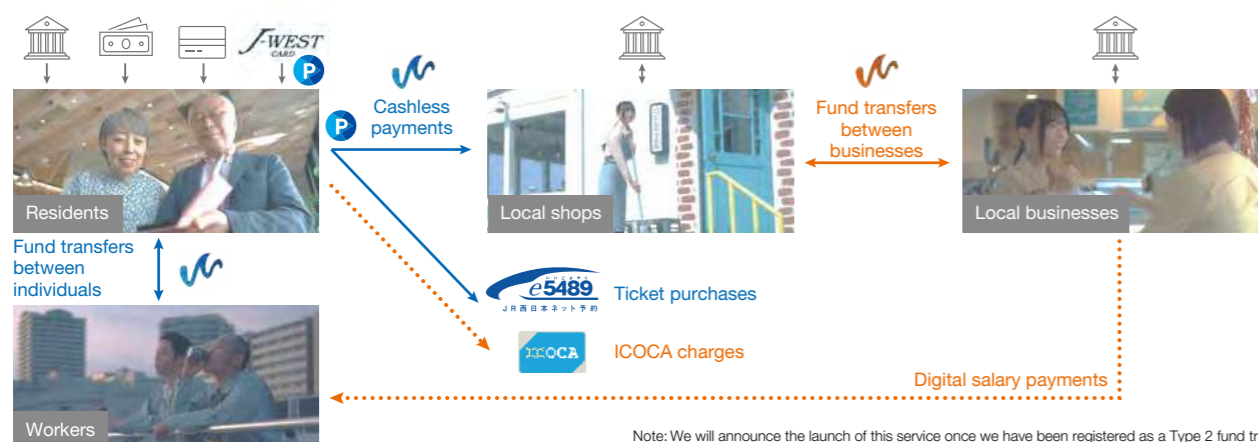 J-WEST
CARD
P
P
Cashless
payments
Fund transfers
between
businesses
Residents
Local shops
Local businesses
Fund transfers
between
individuals
e5489
JR西日本ネット予約
Ticket purchases
ICOCA
ICOCA charges
Digital salary payments
Workers
Note: We will announce the launch of this service once we have been registered as a Type 2 fund tr